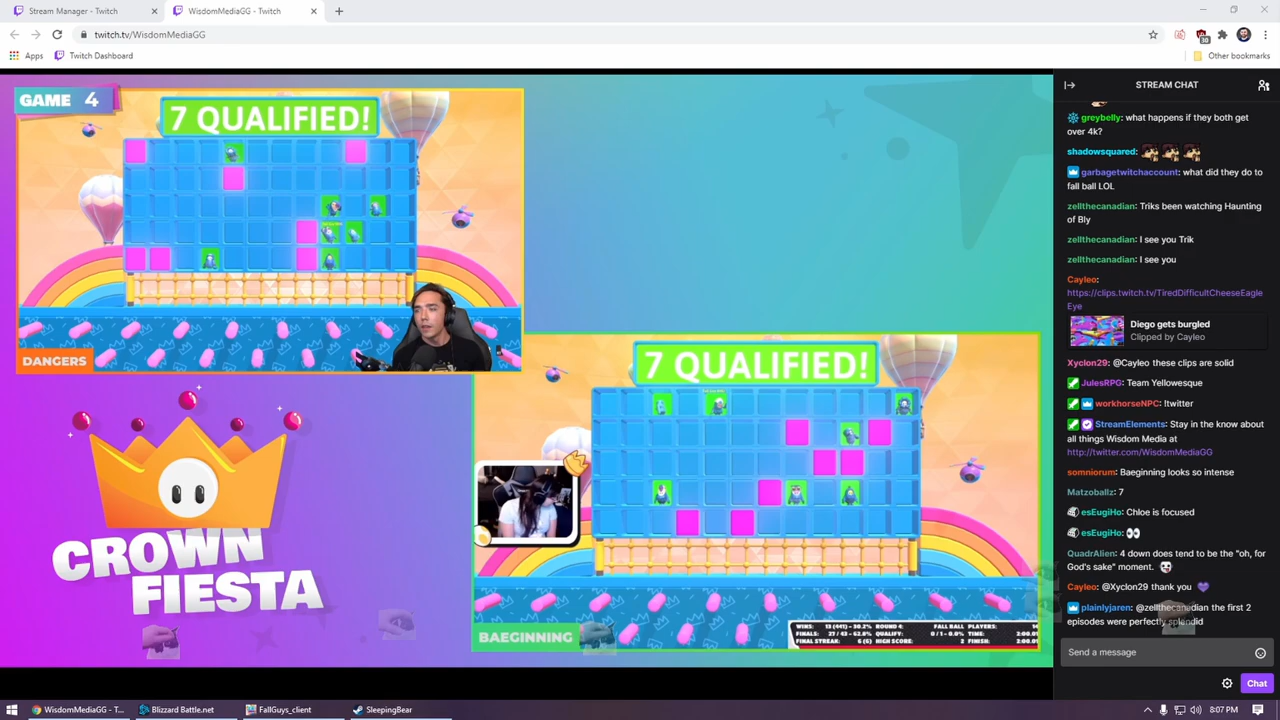 Stream Manager - Twitch
WisdomMediaGG - Twitch
twitch.tv/WisdomMediaGG
Apps
Twitch Dashboard
Other bookmarks
GAME 4
7 QUALIFIED!
DANGERS
CROWN
FIESTA
7 QUALIFIED!
BAEGINNING
FALL BALL
PLAYERS:
TIME:
FINISH:
STREAM CHAT
greybelly: what happens if they both get
over 4k?
shadowsquared:
garbagetwitchaccount: what did they do to
fall ball LOL
zellthecanadian: Triks been watching Haunting
of Bly
zellthecanadian: I see you Trik
zellthecanadian: I see you
Cayleo:
https://clips.twitch.tv/TiredDifficultCheeseEagle
Eye
Diego gets burgled
Clipped by Cayleo
Xyclon29: @Cayleo these clips are solid
JulesRPG: Team Yellowesque
workhorseNPC: !twitter
StreamElements: Stay in the know about
all things Wisdom Media at
http://twitter.com/WisdomMediaGG
somniorum: Baeginning looks so intense
Matzoballz: 7
esEugiHo: Chloe is focused
esEugiHo:
QuadrAlien: 4 down does tend to be the "oh, for
God's sake" moment.
Cayleo: @Xyclon29 thank you
plainlyjaren: @zellthecanadian the first 2
episodes were perfectly splendid
Send a message
Chat
WisdomMediaGG - T...
Blizzard Battle.net
FallGuys_client
SleepingBear
8:07 PM